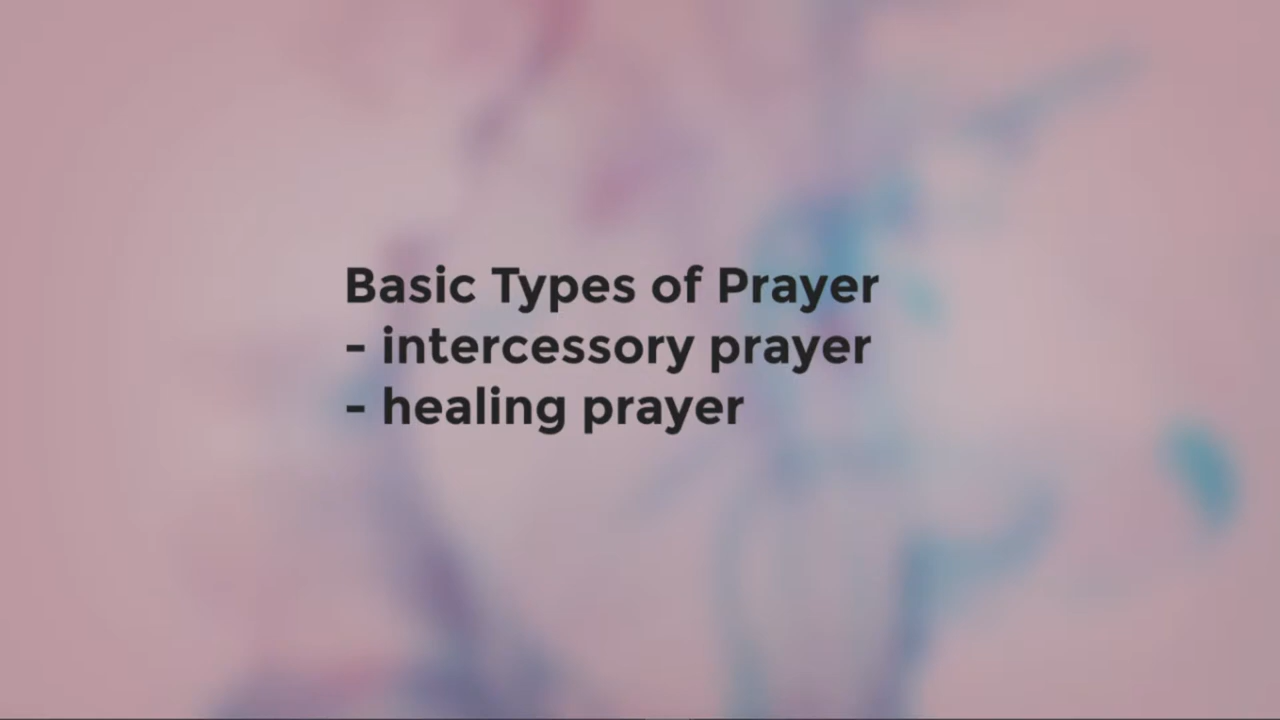 Basic Types of Prayer
- intercessory prayer
- healing prayer